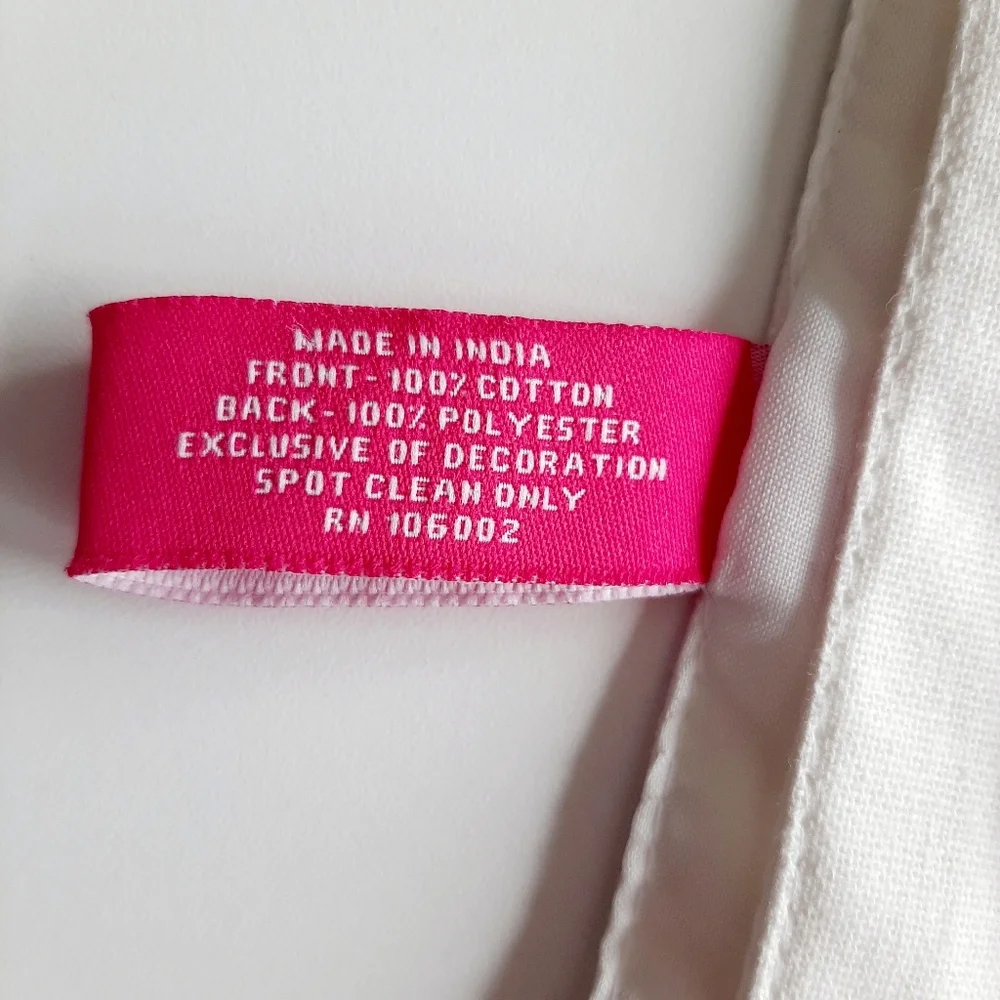 MADE IN INDIA
FRONT - 100% COTTON
BACK - 100% POLYESTER
EXCLUSIVE OF DECORATION
SPOT CLEAN ONLY
RN 106002